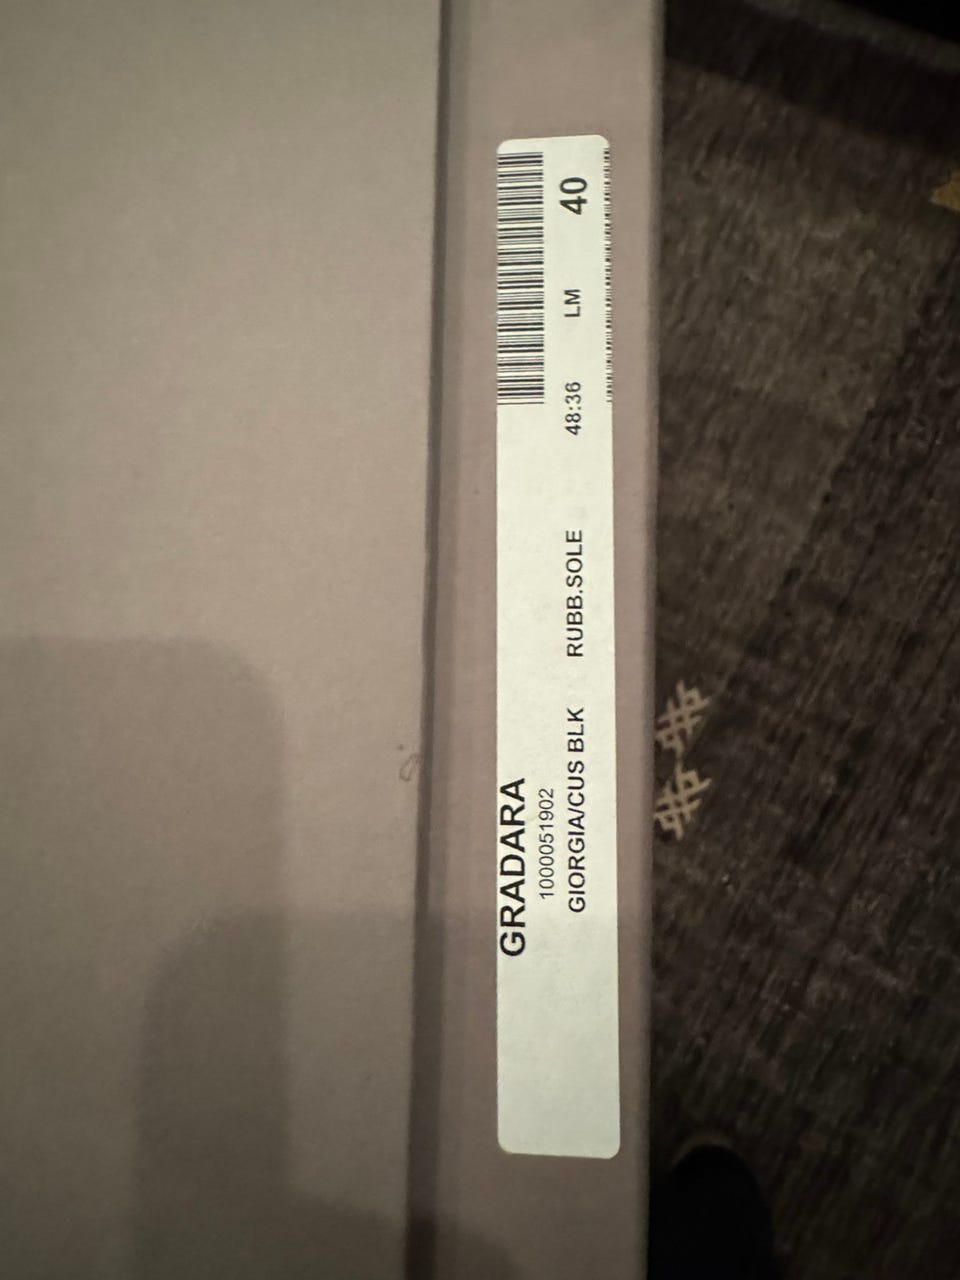 GRADARA
1000051902
GIORGIA/CUS BLK RUBB.SOLE 48:36 LM 40